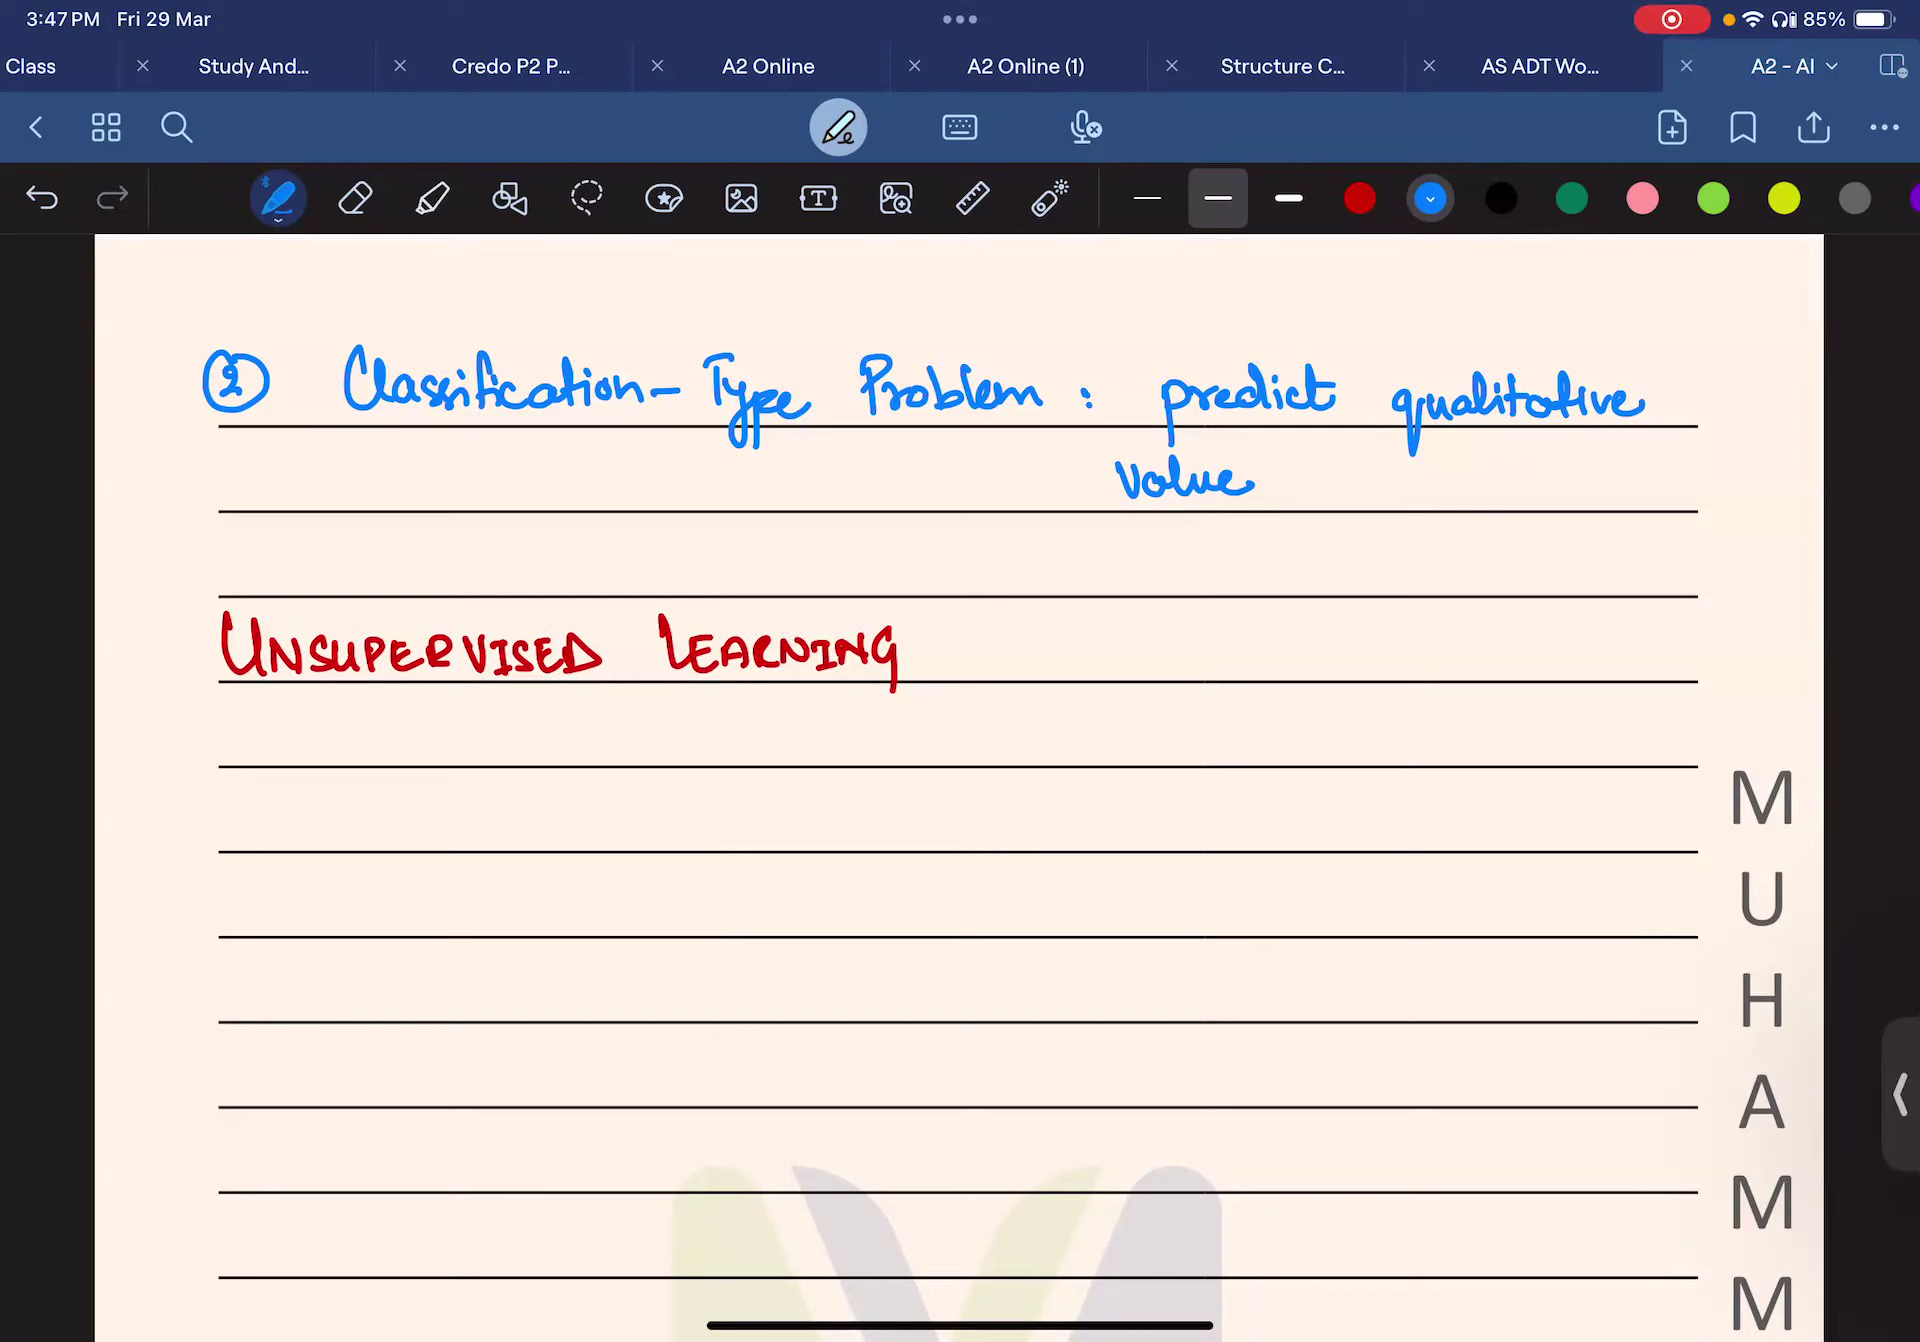 3:47 PM Fri 29 Mar
85%
Class
Study And...
Credo P2 P...
A2 Online
A2 Online (1)
Structure C...
AS ADT Wo...
A2 - AI
② Classification-Type Problem : predict qualitative
value
UNSUPERVISED LEARNING
M
U
H
A
M
M